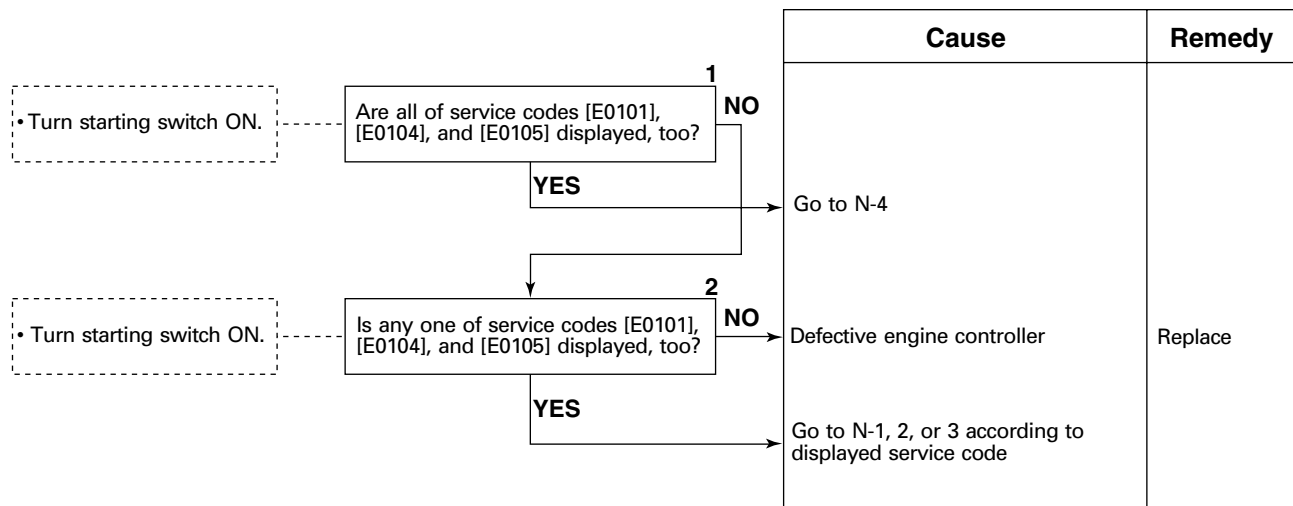 Cause
Remedy
1
• Turn starting switch ON.
Are all of service codes [E0101],
[E0104], and [E0105] displayed, too?
NO
YES
Go to N-4
2
• Turn starting switch ON.
Is any one of service codes [E0101],
[E0104], and [E0105] displayed, too?
NO
Defective engine controller
Replace
YES
Go to N-1, 2, or 3 according to
displayed service code